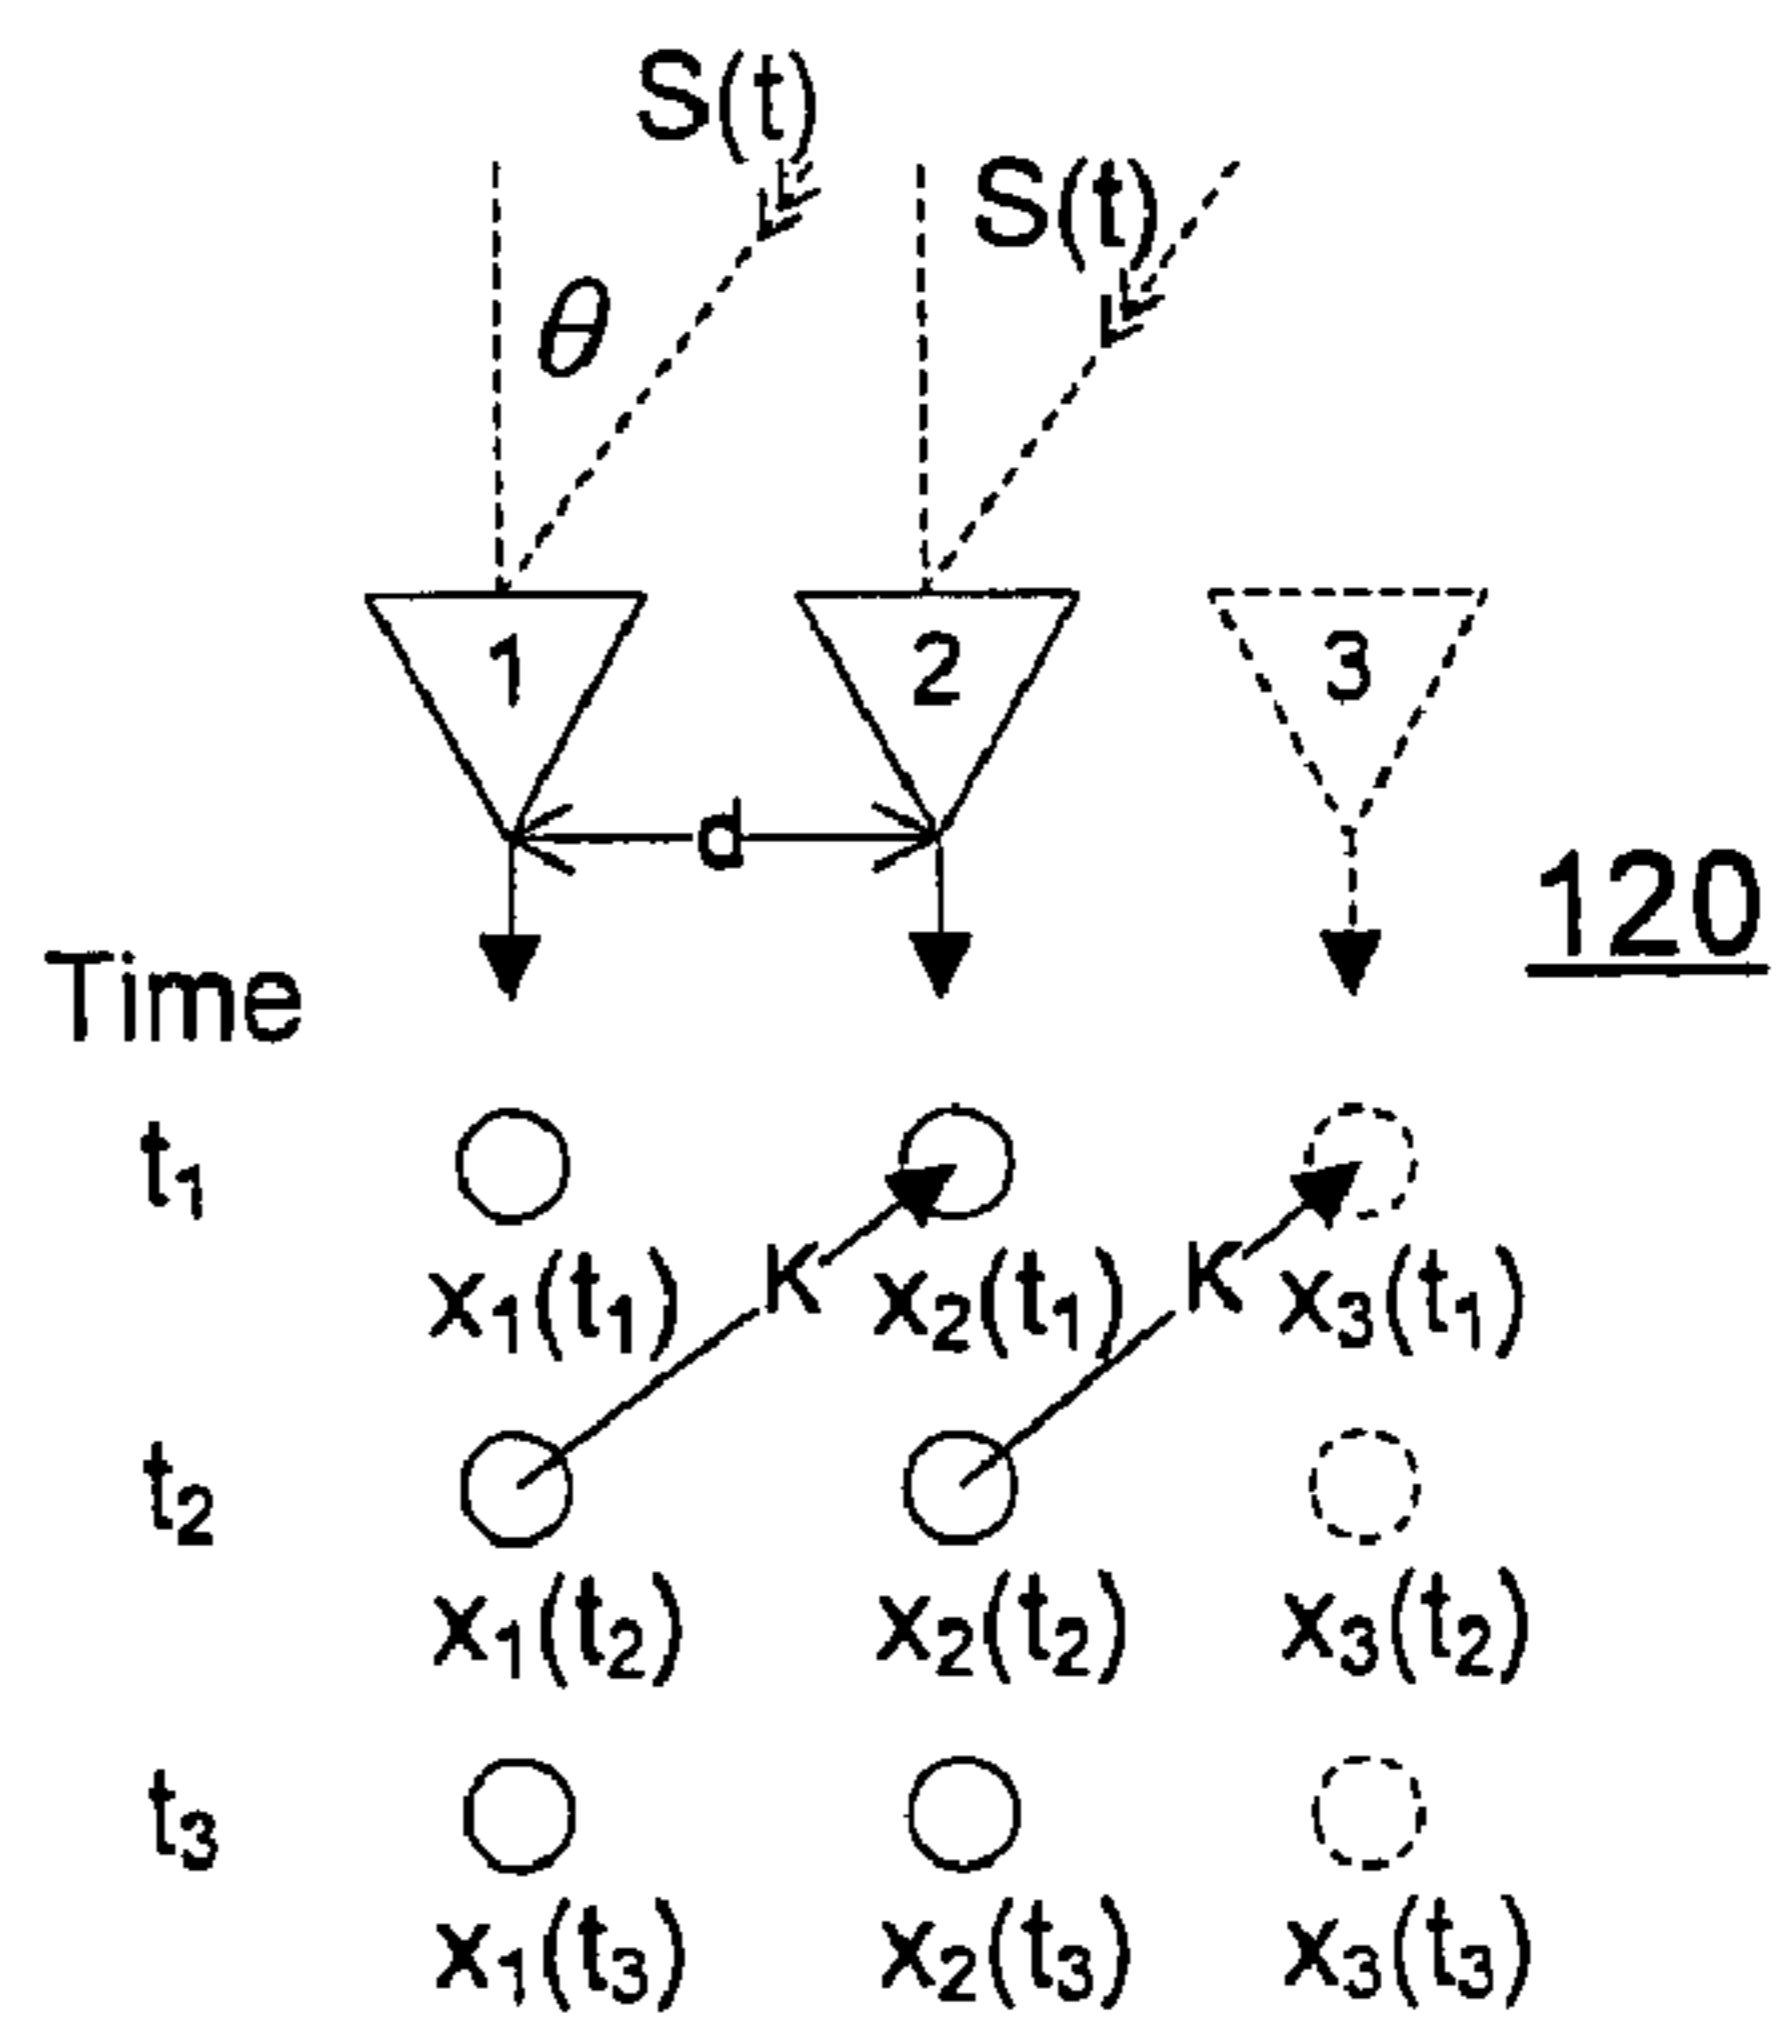 S(t)
S(t)
θ
1 2 3
d
120
Time
t₁
K K
x₁(t₁) x₂(t₁) x₃(t₁)
t₂
x₁(t₂) x₂(t₂) x₃(t₂)
t₃
x₁(t₃) x₂(t₃) x₃(t₃)